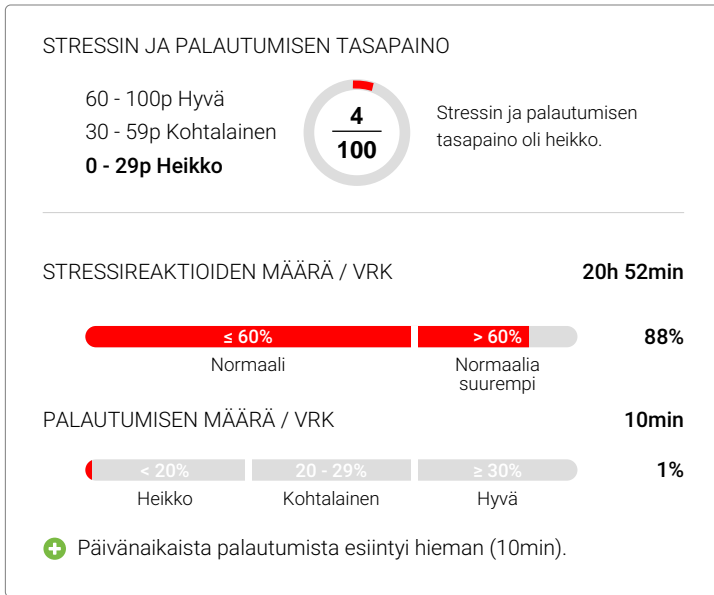 STRESSIN JA PALAUTUMISEN TASAPAINO
60 - 100p Hyvä
30 - 59p Kohtalainen
0 - 29p Heikko
4
100
Stressin ja palautumisen
tasapaino oli heikko.
STRESSIREAKTIOIDEN MÄÄRÄ / VRK 20h 52min
≤ 60% > 60% 88%
Normaali Normaalia
suurempi
PALAUTUMISEN MÄÄRÄ / VRK 10min
< 20% 20 - 29% ≥ 30% 1%
Heikko Kohtalainen Hyvä
Päivänaikaista palautumista esiintyi hieman (10min).